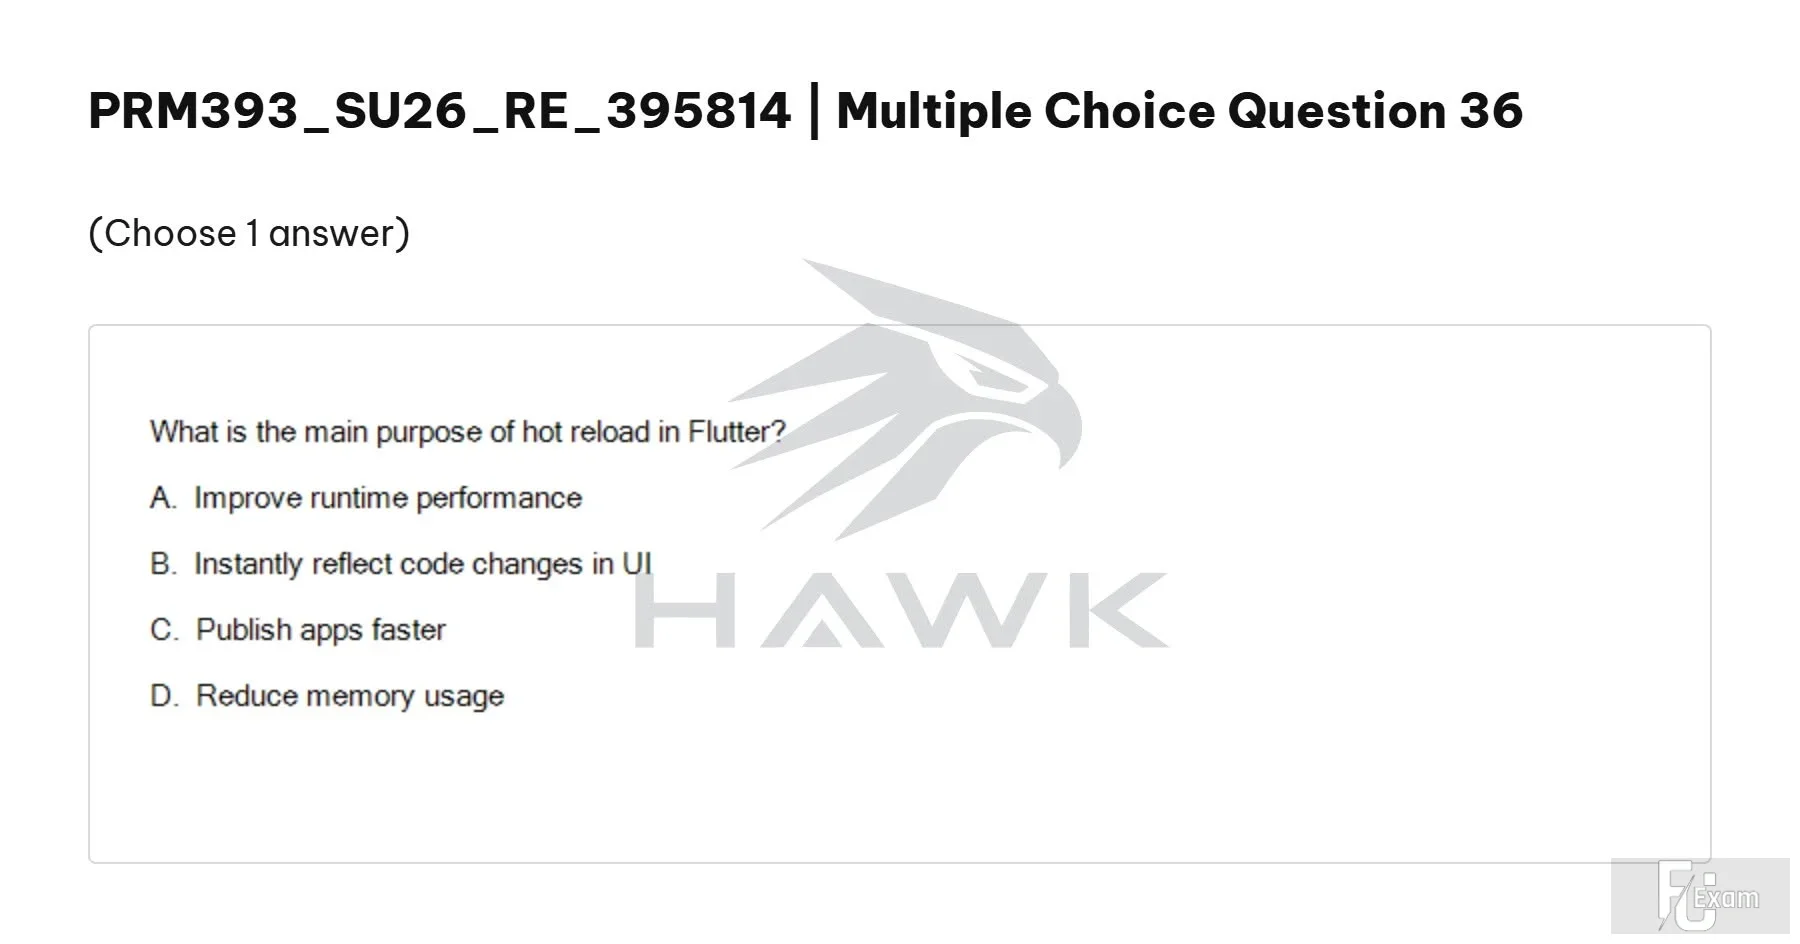 PRM393_SU26_RE_395814 | Multiple Choice Question 36
(Choose 1 answer)
What is the main purpose of hot reload in Flutter?
A. Improve runtime performance
B. Instantly reflect code changes in UI
C. Publish apps faster
D. Reduce memory usage
HAWK
FU Exam